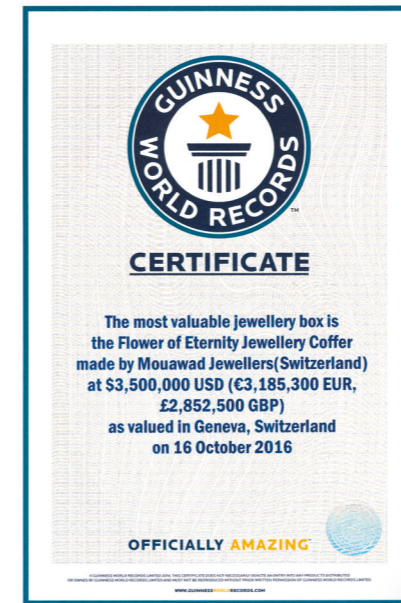 GUINNESS
WORLD RECORDS
TM
CERTIFICATE
The most valuable jewellery box is
the Flower of Eternity Jewellery Coffer
made by Mouawad Jewellers(Switzerland)
at $3,500,000 USD (€3,185,300 EUR,
£2,852,500 GBP)
as valued in Geneva, Switzerland
on 16 October 2016
OFFICIALLY AMAZING
WWW.GUINNESSWORLDRECORDS.COM